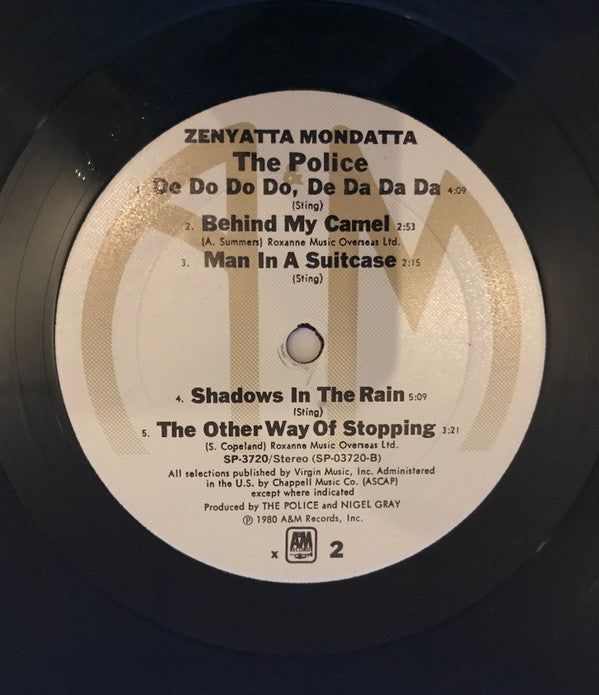 ZENYATTA MONDATTA
The Police
1. De Do Do Do, De Da Da Da 4:09
(Sting)
2. Behind My Camel 2:53
(A. Summers) Roxanne Music Overseas Ltd.
3. Man In A Suitcase 2:15
(Sting)
4. Shadows In The Rain 5:09
(Sting)
5. The Other Way Of Stopping 3:21
(S. Copeland) Roxanne Music Overseas Ltd.
SP-3720/Stereo (SP-03720-B)
All selections published by Virgin Music, Inc. Administered
in the U.S. by Chappell Music Co. (ASCAP)
except where indicated
Produced by THE POLICE and NIGEL GRAY
℗ 1980 A&M Records, Inc.
x A&M RECORDS 2
A&M